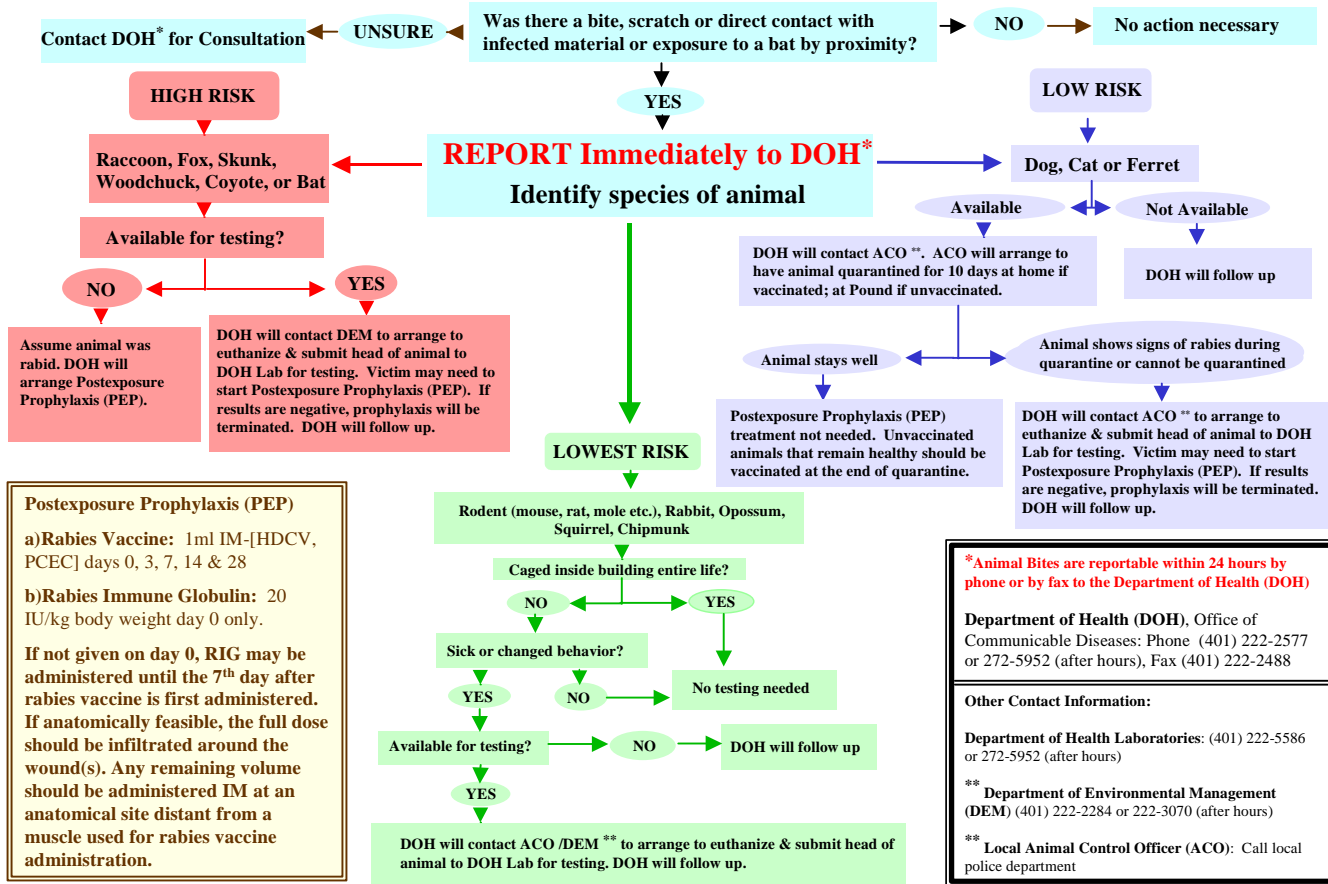 Was there a bite, scratch or direct contact with
infected material or exposure to a bat by proximity?
UNSURE
Contact DOH* for Consultation
NO
No action necessary
YES
REPORT Immediately to DOH*
Identify species of animal
HIGH RISK
Raccoon, Fox, Skunk,
Woodchuck, Coyote, or Bat
Available for testing?
NO
YES
Assume animal was
rabid. DOH will
arrange Postexposure
Prophylaxis (PEP).
DOH will contact DEM to arrange to
euthanize & submit head of animal to
DOH Lab for testing. Victim may need to
start Postexposure Prophylaxis (PEP). If
results are negative, prophylaxis will be
terminated. DOH will follow up.
LOW RISK
Dog, Cat or Ferret
Available
Not Available
DOH will contact ACO **. ACO will arrange to
have animal quarantined for 10 days at home if
vaccinated; at Pound if unvaccinated.
DOH will follow up
Animal stays well
Animal shows signs of rabies during
quarantine or cannot be quarantined
Postexposure Prophylaxis (PEP)
treatment not needed. Unvaccinated
animals that remain healthy should be
vaccinated at the end of quarantine.
DOH will contact ACO ** to arrange to
euthanize & submit head of animal to DOH
Lab for testing. Victim may need to start
Postexposure Prophylaxis (PEP). If results
are negative, prophylaxis will be terminated.
DOH will follow up.
LOWEST RISK
Rodent (mouse, rat, mole etc.), Rabbit, Opossum,
Squirrel, Chipmunk
Caged inside building entire life?
NO
YES
Sick or changed behavior?
YES
NO
No testing needed
Available for testing?
NO
DOH will follow up
YES
DOH will contact ACO /DEM ** to arrange to euthanize & submit head of
animal to DOH Lab for testing. DOH will follow up.
Postexposure Prophylaxis (PEP)
a)Rabies Vaccine: 1ml IM-[HDCV,
PCEC] days 0, 3, 7, 14 & 28
b)Rabies Immune Globulin: 20
IU/kg body weight day 0 only.
If not given on day 0, RIG may be
administered until the 7th day after
rabies vaccine is first administered.
If anatomically feasible, the full dose
should be infiltrated around the
wound(s). Any remaining volume
should be administered IM at an
anatomical site distant from a
muscle used for rabies vaccine
administration.
*Animal Bites are reportable within 24 hours by
phone or by fax to the Department of Health (DOH)
Department of Health (DOH), Office of
Communicable Diseases: Phone (401) 222-2577
or 272-5952 (after hours), Fax (401) 222-2488
Other Contact Information:
Department of Health Laboratories: (401) 222-5586
or 272-5952 (after hours)
** Department of Environmental Management
(DEM) (401) 222-2284 or 222-3070 (after hours)
** Local Animal Control Officer (ACO): Call local
police department